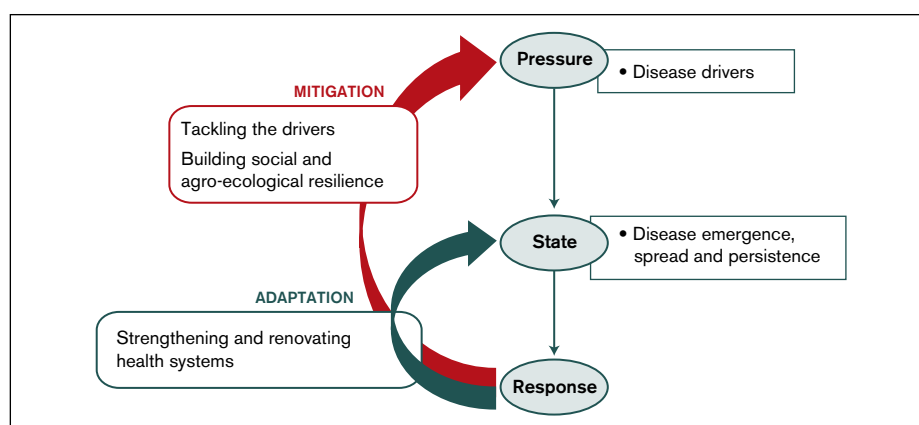 Pressure
• Disease drivers
MITIGATION
Tackling the drivers
Building social and
agro-ecological resilience
State
• Disease emergence,
spread and persistence
ADAPTATION
Strengthening and renovating
health systems
Response